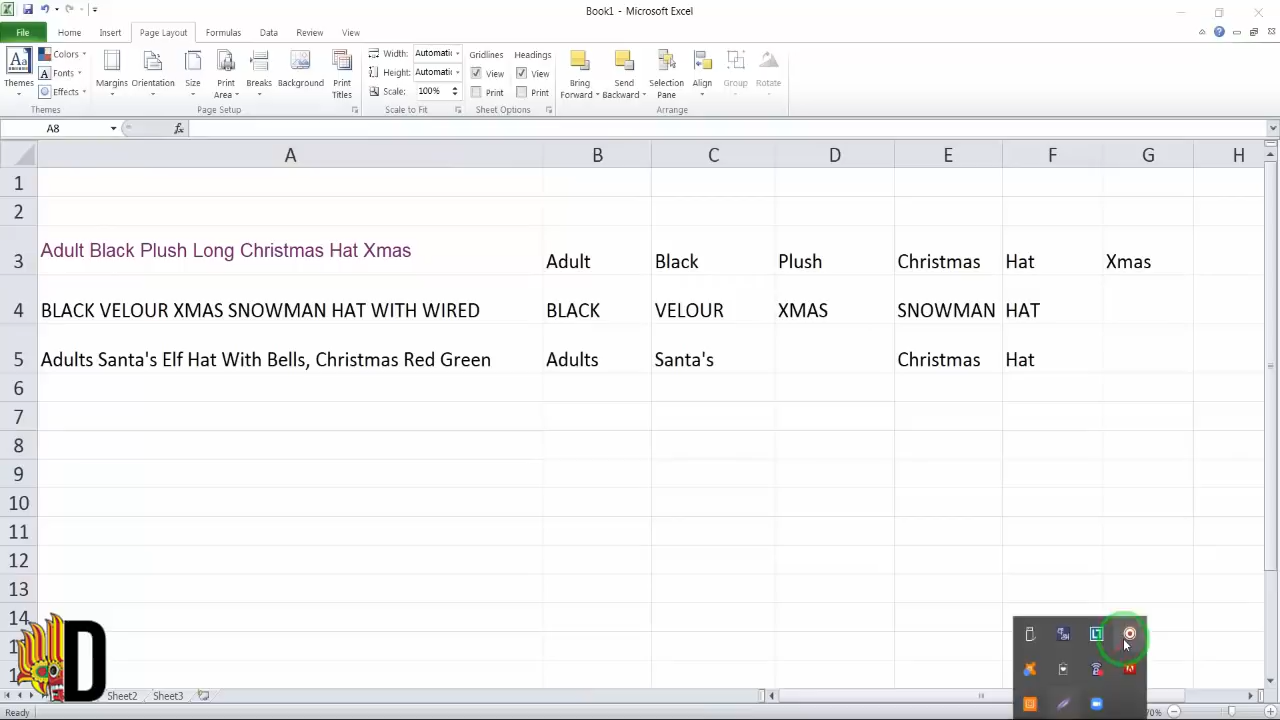 Book1 - Microsoft Excel
File Home Insert Page Layout Formulas Data Review View
Themes Colors Fonts Effects Margins Orientation Size Print Area Breaks Background Print Titles Width: Automatic Height: Automatic Scale: 100% Gridlines View Print Headings View Print Bring Forward Send Backward Selection Pane Align Group Rotate
Themes Page Setup Scale to Fit Sheet Options Arrange
A8 fx
A B C D E F G H
1
2
3 Adult Black Plush Long Christmas Hat Xmas Adult Black Plush Christmas Hat Xmas
4 BLACK VELOUR XMAS SNOWMAN HAT WITH WIRED BLACK VELOUR XMAS SNOWMAN HAT
5 Adults Santa's Elf Hat With Bells, Christmas Red Green Adults Santa's Christmas Hat
6
7
8
9
10
11
12
13
14
D
Sheet2 Sheet3
Ready